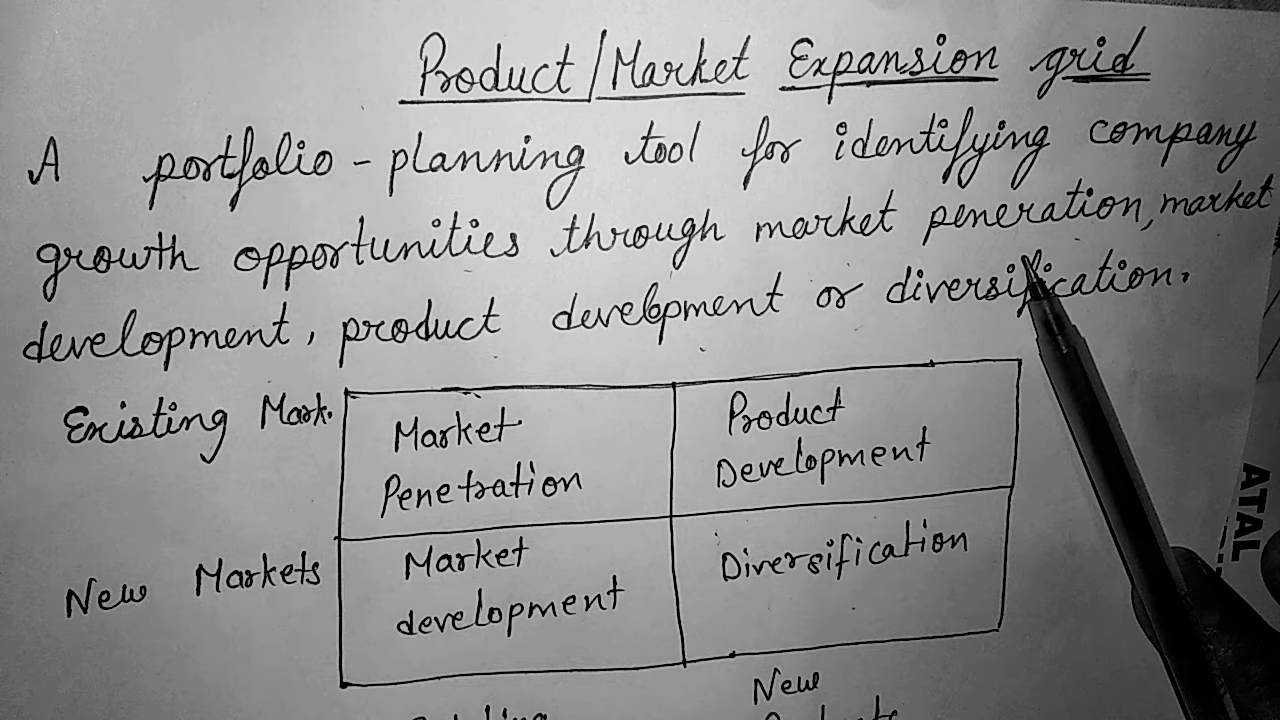 Product/Market Expansion grid
A portfolio-planning tool for identifying company
growth opportunities through market peneration, market
development, product development or diversification.
Existing Mark. Market Penetration Product Development
New Markets Market development Diversification
New
ATAL